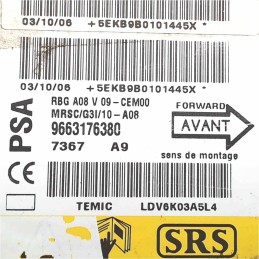 03/10/06 +5EKB9B0101445X*
03/10/06 +5EKB9B0101445X*
PSA
RBG A08 V 09-CEM00
MRSC/G3I/10-A08
9663176380
7367 A9
FORWARD
AVANT
sens de montage
CE
TEMIC LDV6K03A5L4
SRS